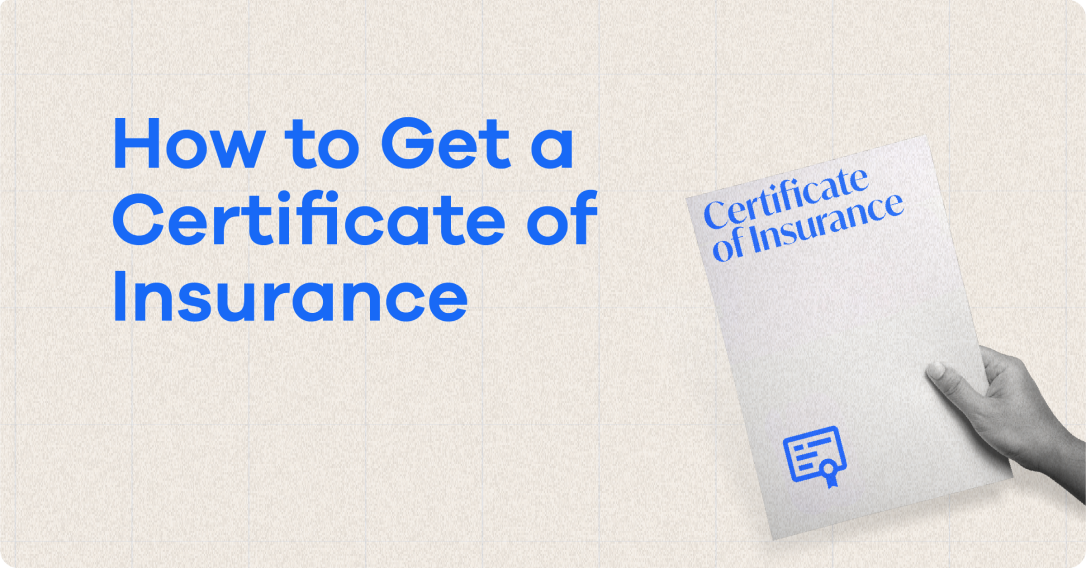 How to Get a
Certificate of
Insurance
Certificate
of Insurance